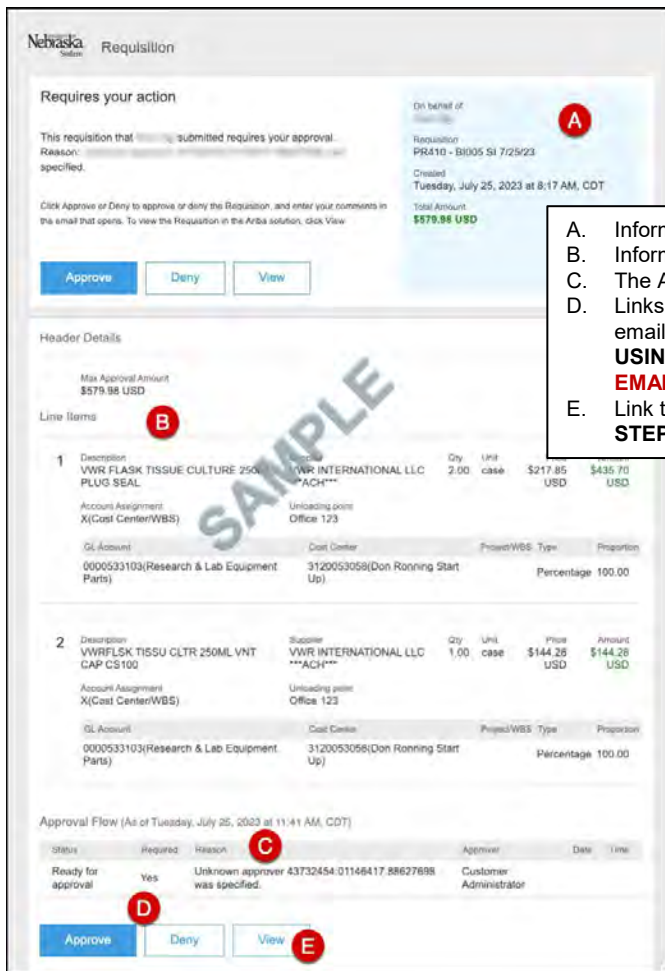 Nebraska Requisition
System
Requires your action
This requisition that submitted requires your approval.
Reason:
specified.
Click Approve or Deny to approve or deny the Requisition, and enter your comments in
the email that opens. To view the Requisition in the Ariba solution, click View
Approve Deny View
On behalf of
A
Requisition
PR410 - BI005 SI 7/25/23
Created
Tuesday, July 25, 2023 at 8:17 AM, CDT
Total Amount
$579.98 USD
A. Inforn
B. Inforn
C. The A
D. Links
email
USIN
EMAI
E. Link t
STEP
Header Details
Max Approval Amount
$579.98 USD
Line Items
B
SAMPLE
Description Supplier Qty Unit Price Amount
1 VWR FLASK TISSUE CULTURE VWR INTERNATIONAL LLC 2.00 case $217.85 $435.70
PLUG SEAL ***ACH*** USD USD
Account Assignment Unloading point
X(Cost Center/WBS) Office 123
GL Account Cost Center Project/WBS Type Proportion
0000533103(Research & Lab Equipment 3120053058(Don Ronning Start Percentage 100.00
Parts) Up)
2 Description Supplier Qty Unit Price Amount
VWRFLSK TISSU CLTR 250ML VNT VWR INTERNATIONAL LLC 1.00 case $144.28 $144.28
CAP CS100 ***ACH*** USD USD
Account Assignment Unloading point
X(Cost Center/WBS) Office 123
GL Account Cost Center Project/WBS Type Proportion
0000533103(Research & Lab Equipment 3120053058(Don Ronning Start Percentage 100.00
Parts) Up)
Approval Flow (As of Tuesday, July 25, 2023 at 11:41 AM, CDT)
C
Status Required Reason Approver Date Time
Ready for Yes Unknown approver 43732454:01146417.88627698 Customer
approval was specified. Administrator
D
Approve Deny View
E